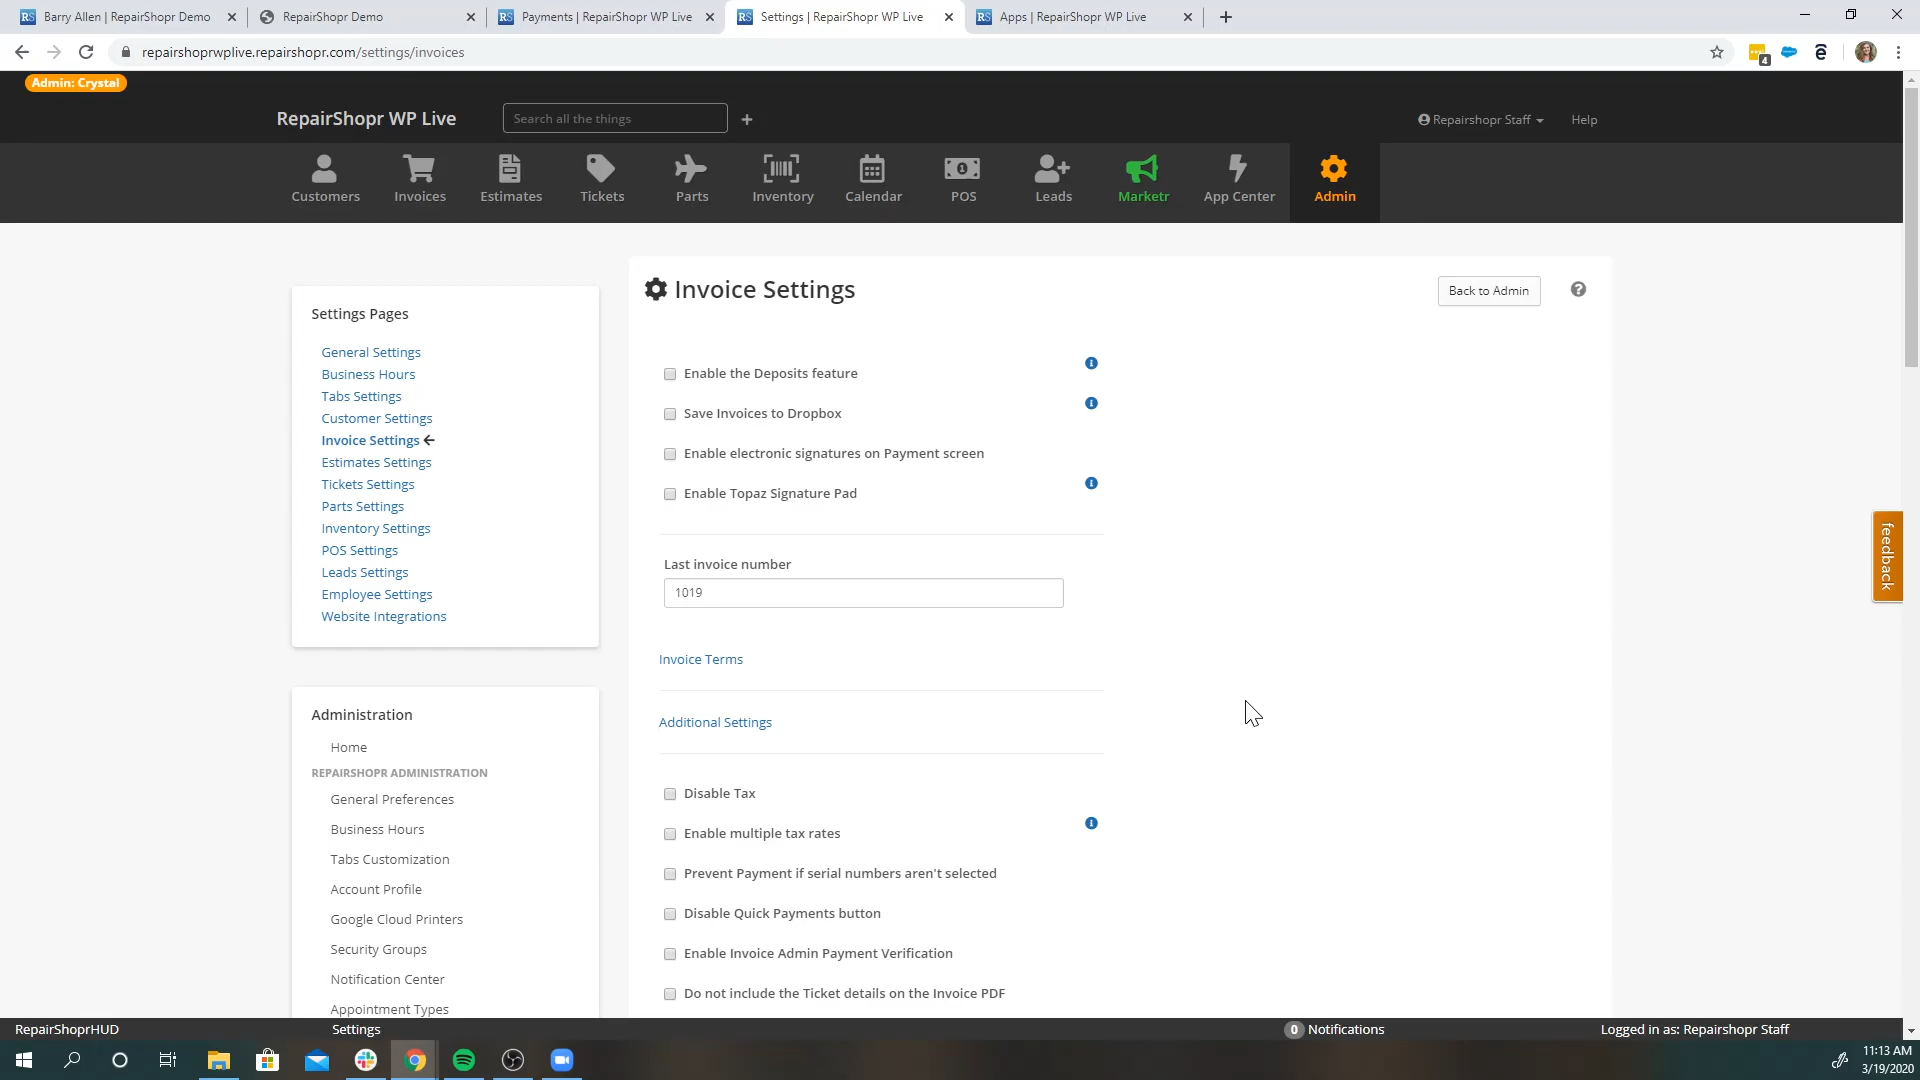 Barry Allen | RepairShopr Demo
RepairShopr Demo
Payments | RepairShopr WP Live
Settings | RepairShopr WP Live
Apps | RepairShopr WP Live
repairshoprwplive.repairshopr.com/settings/invoices
4
Admin: Crystal
RepairShopr WP Live
Search all the things
Repairshopr Staff
Help
Customers
Invoices
Estimates
Tickets
Parts
Inventory
Calendar
POS
Leads
Marketr
App Center
Admin
Settings Pages
General Settings
Business Hours
Tabs Settings
Customer Settings
Invoice Settings
Estimates Settings
Tickets Settings
Parts Settings
Inventory Settings
POS Settings
Leads Settings
Employee Settings
Website Integrations
Administration
Home
REPAIRSHOPR ADMINISTRATION
General Preferences
Business Hours
Tabs Customization
Account Profile
Google Cloud Printers
Security Groups
Notification Center
Appointment Types
Invoice Settings
Back to Admin
Enable the Deposits feature
Save Invoices to Dropbox
Enable electronic signatures on Payment screen
Enable Topaz Signature Pad
Last invoice number
1019
Invoice Terms
Additional Settings
Disable Tax
Enable multiple tax rates
Prevent Payment if serial numbers aren't selected
Disable Quick Payments button
Enable Invoice Admin Payment Verification
Do not include the Ticket details on the Invoice PDF
feedback
RepairShoprHUD
Settings
0 Notifications
Logged in as: Repairshopr Staff
11:13 AM
3/19/2020